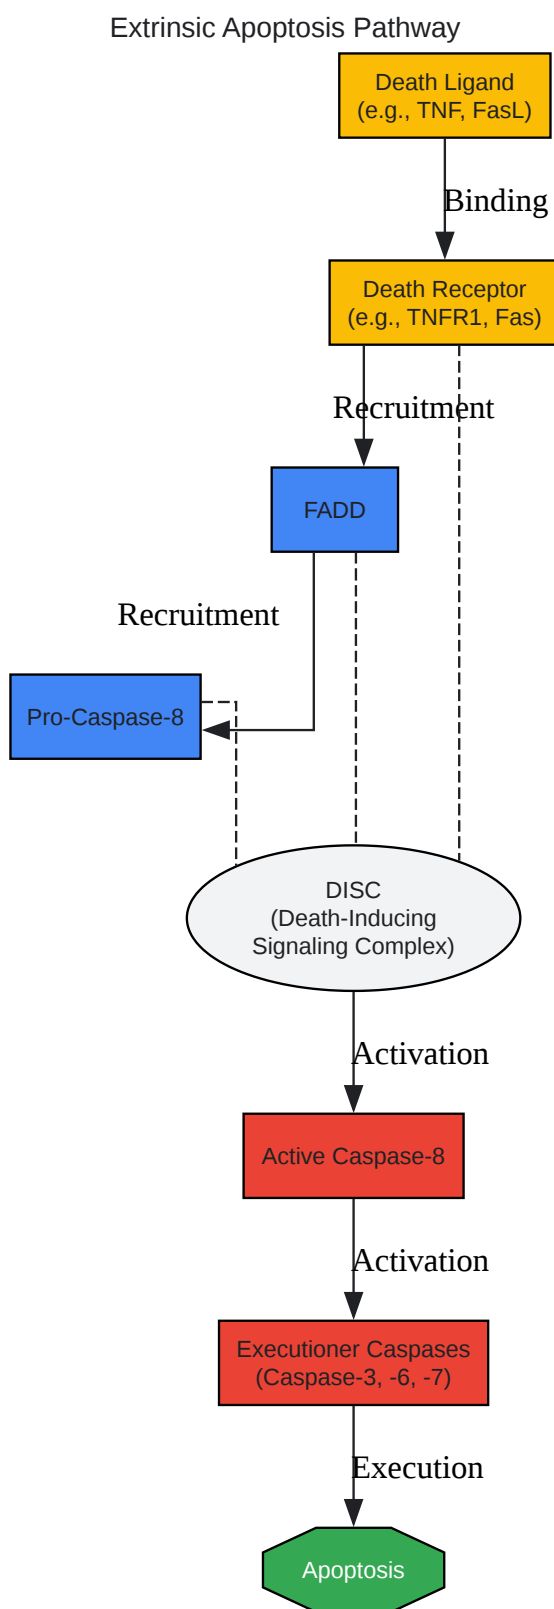 Extrinsic Apoptosis Pathway
Death Ligand
(e.g., TNF, FasL)
Binding
Death Receptor
(e.g., TNFR1, Fas)
Recruitment
FADD
Recruitment
Pro-Caspase-8
DISC
(Death-Inducing
Signaling Complex)
Activation
Active Caspase-8
Activation
Executioner Caspases
(Caspase-3, -6, -7)
Execution
Apoptosis